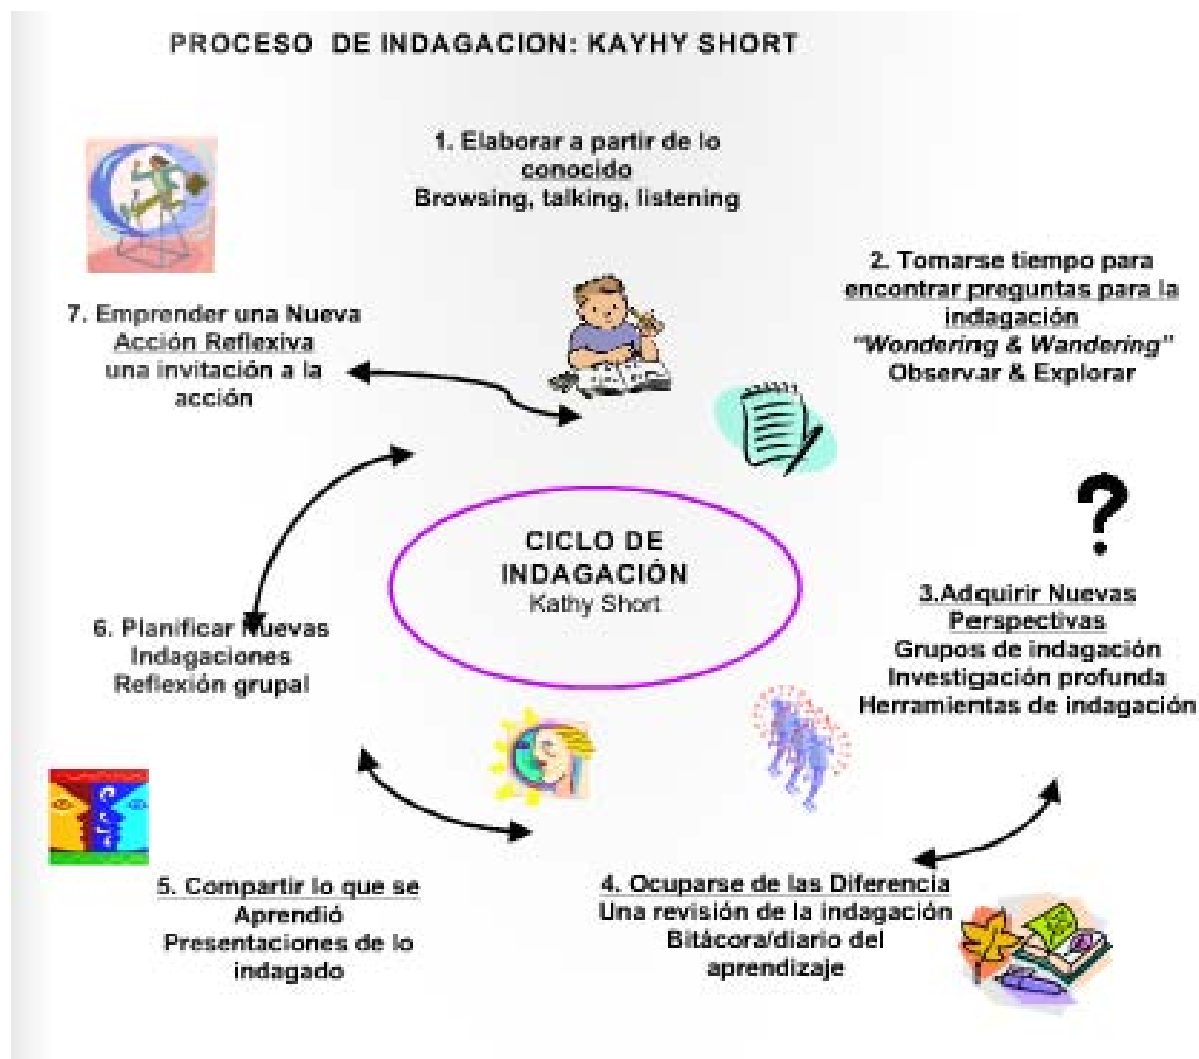 PROCESO DE INDAGACION: KAYHY SHORT
1. Elaborar a partir de lo
conocido
Browsing, talking, listening
2. Tomarse tiempo para
encontrar preguntas para la
indagación
"Wondering & Wandering"
Observar & Explorar
?
3.Adquirir Nuevas
Perspectivas
Grupos de indagación
Investigación profunda
Herramientas de indagación
4. Ocuparse de las Diferencia
Una revisión de la indagación
Bitácora/diario del
aprendizaje
5. Compartir lo que se
Aprendió
Presentaciones de lo
indagado
6. Planificar Nuevas
Indagaciones
Reflexión grupal
7. Emprender una Nueva
Acción Reflexiva
una invitación a la
acción
CICLO DE
INDAGACIÓN
Kathy Short